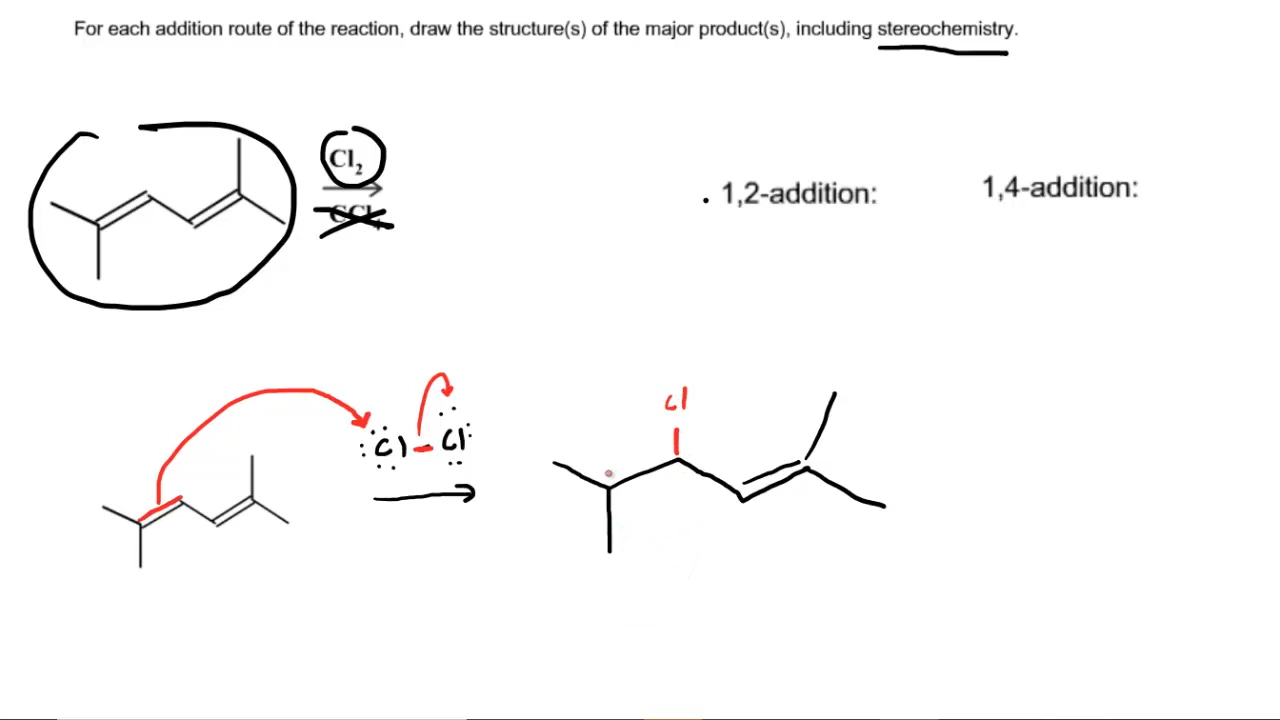 For each addition route of the reaction, draw the structure(s) of the major product(s), including stereochemistry.
Cl₂
CCl₄
. 1,2-addition:
1,4-addition:
Cl
:Cl-Cl: